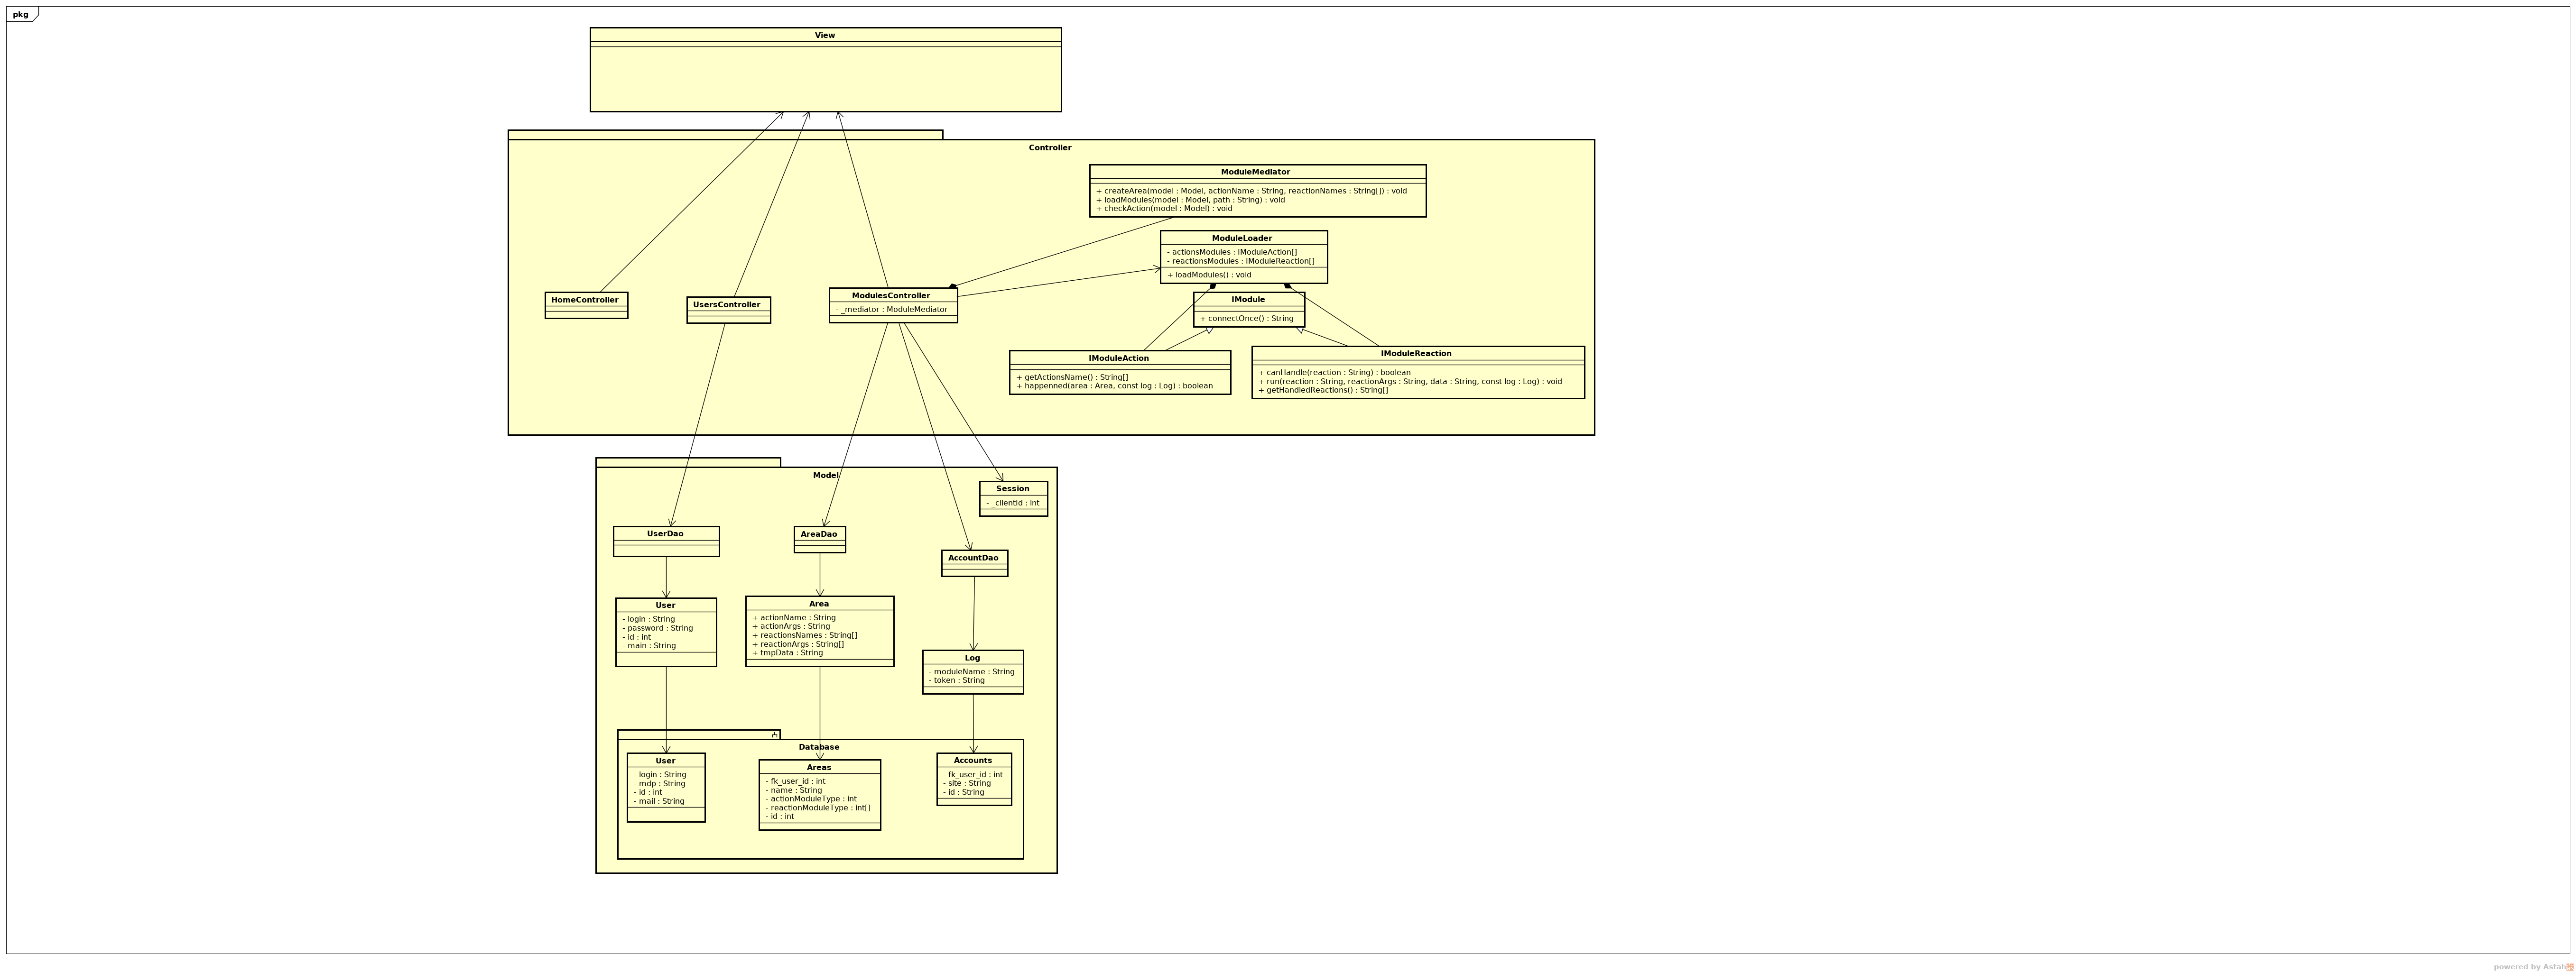 pkg
View
Controller
ModuleMediator
+ createArea(model : Model, actionName : String, reactionNames : String[]) : void
+ loadModules(model : Model, path : String) : void
+ checkAction(model : Model) : void
ModuleLoader
- actionsModules : IModuleAction[]
- reactionsModules : IModuleReaction[]
+ loadModules() : void
HomeController
UsersController
ModulesController
- _mediator : ModuleMediator
IModule
+ connectOnce() : String
IModuleAction
+ getActionsName() : String[]
+ happenned(area : Area, const log : Log) : boolean
IModuleReaction
+ canHandle(reaction : String) : boolean
+ run(reaction : String, reactionArgs : String, data : String, const log : Log) : void
+ getHandledReactions() : String[]
Model
Session
- _clientId : int
UserDao
AreaDao
AccountDao
User
- login : String
- password : String
- id : int
- main : String
Area
+ actionName : String
+ actionArgs : String
+ reactionsNames : String[]
+ reactionArgs : String[]
+ tmpData : String
Log
- moduleName : String
- token : String
Database
User
- login : String
- mdp : String
- id : int
- mail : String
Areas
- fk_user_id : int
- name : String
- actionModuleType : int
- reactionModuleType : int[]
- id : int
Accounts
- fk_user_id : int
- site : String
- id : String
powered by Astah